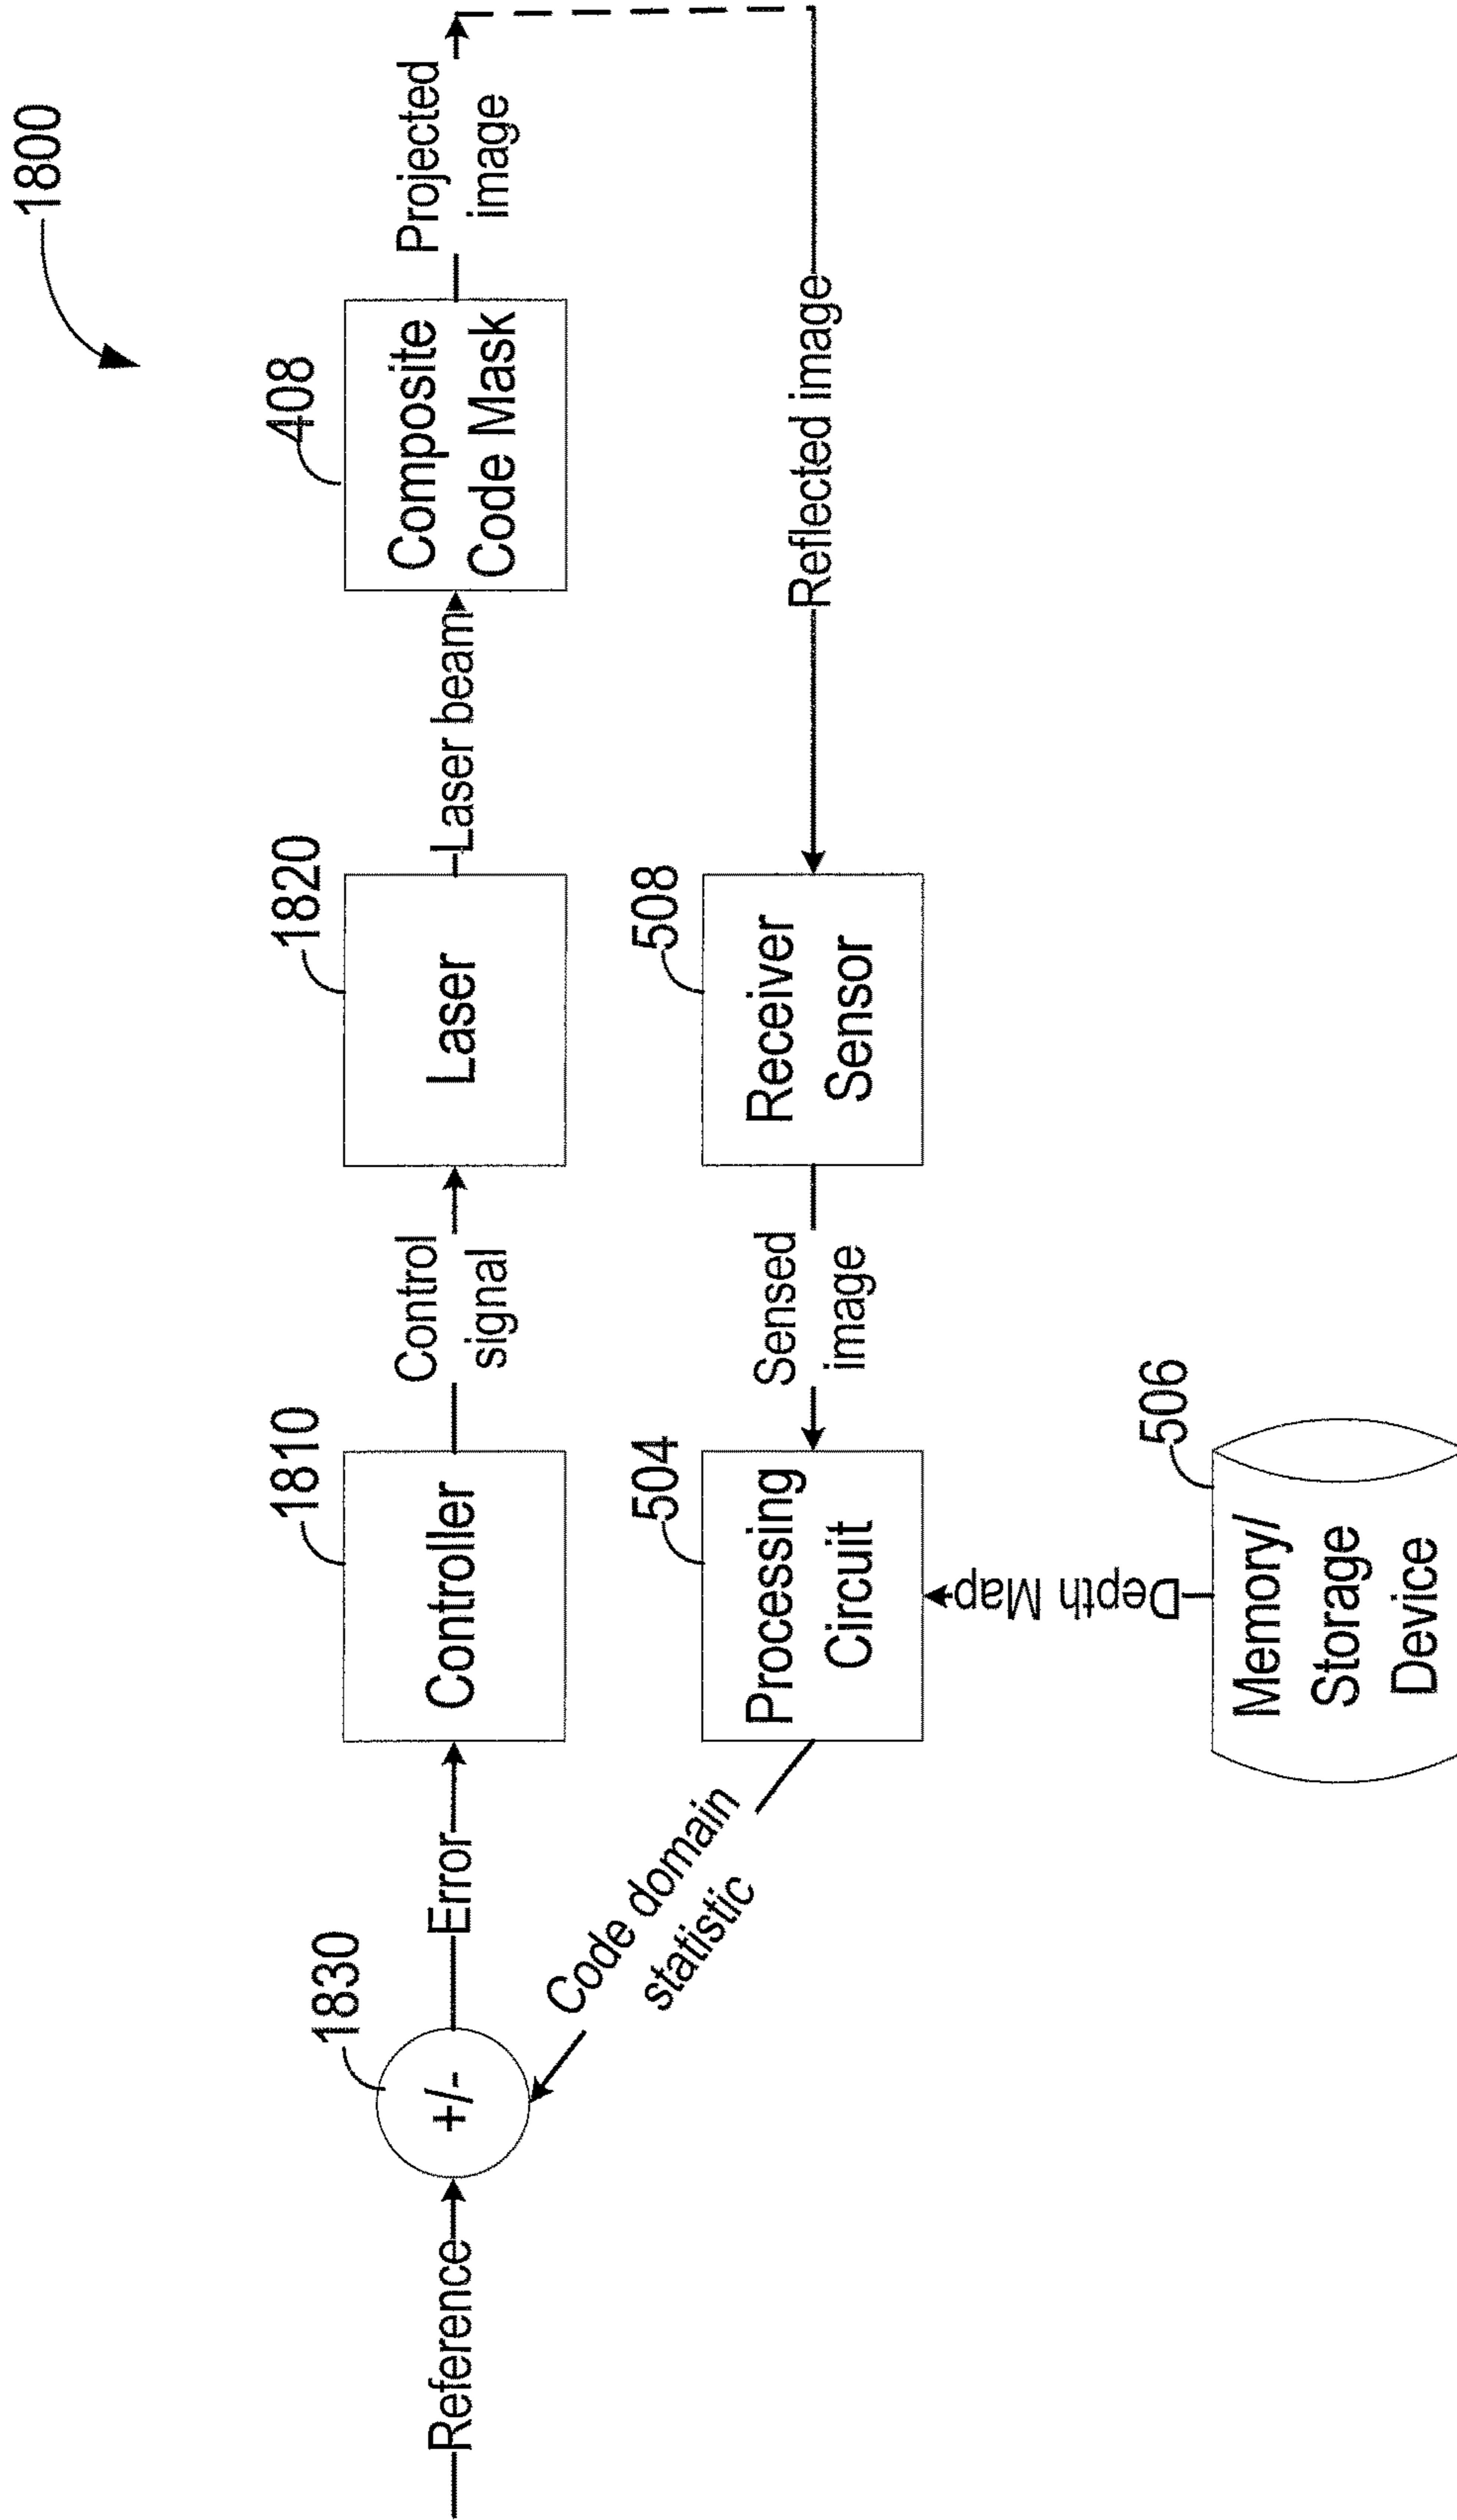 1800
Reference
1830
+/-
Error
1810
Controller
Control
signal
1820
Laser
Laser beam
408
Composite
Code Mask
Projected
image
Reflected image
508
Receiver
Sensor
Sensed
image
504
Processing
Circuit
Code domain
statistic
Depth Map
506
Memory/
Storage
Device